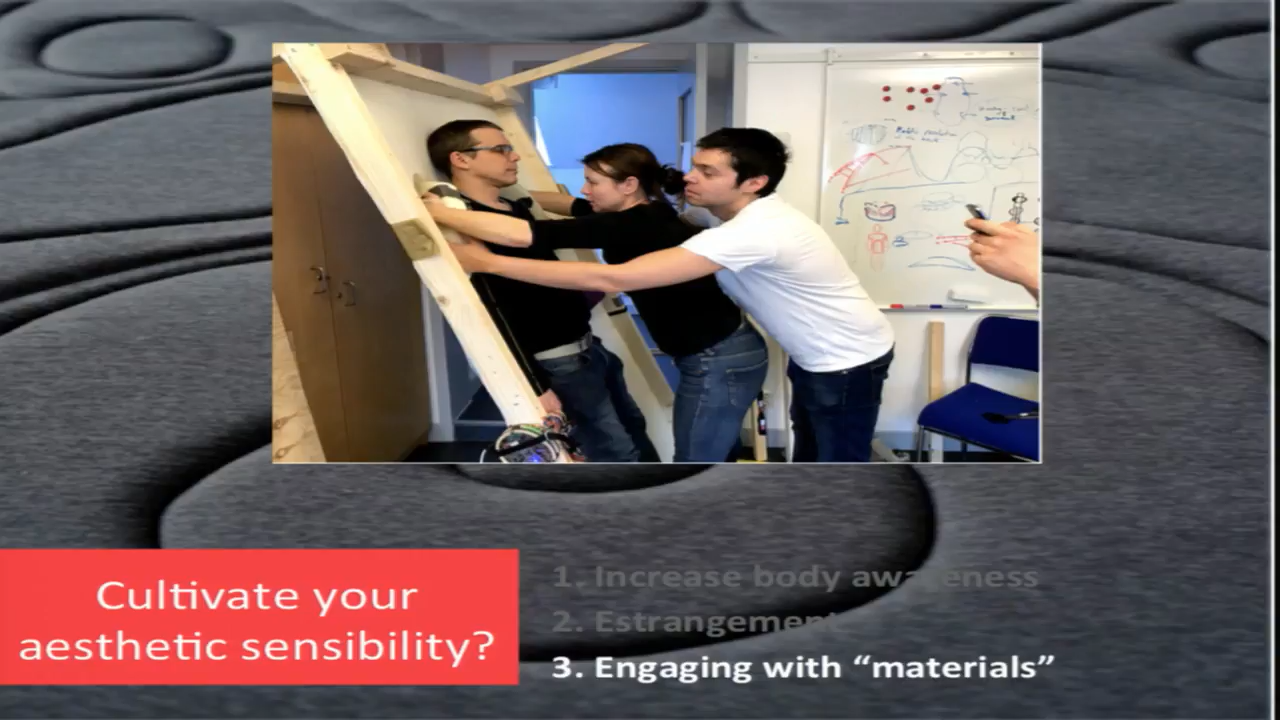 Cultivate your
aesthetic sensibility?
1. Increase body awareness
2. Estrangement
3. Engaging with “materials”